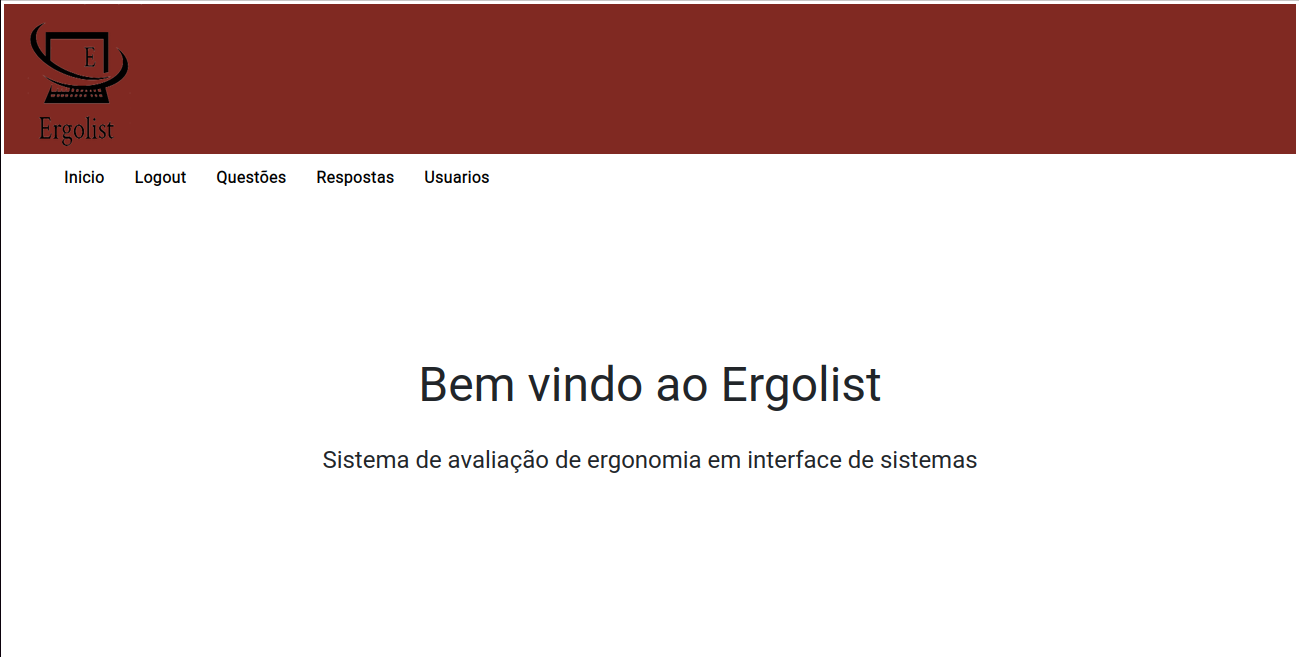 E
Ergolist
Inicio Logout Questões Respostas Usuarios
Bem vindo ao Ergolist
Sistema de avaliação de ergonomia em interface de sistemas